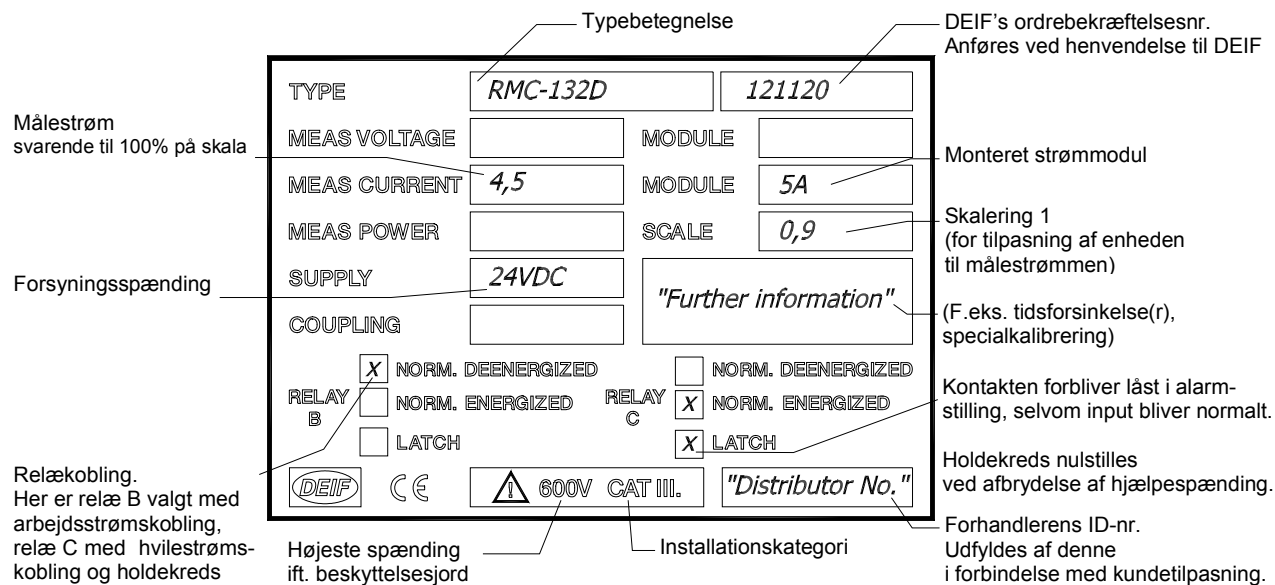 Typebetegnelse
DEIF's ordrebekræftelsesnr.
Anføres ved henvendelse til DEIF
TYPE RMC-132D 121120
Målestrøm
svarende til 100% på skala
MEAS VOLTAGE MODULE
MEAS CURRENT 4,5 MODULE 5A
Monteret strømmodul
MEAS POWER SCALE 0,9
Skalering 1
(for tilpasning af enheden
til målestrømmen)
Forsyningsspænding
SUPPLY 24VDC
"Further information"
(F.eks. tidsforsinkelse(r),
specialkalibrering)
COUPLING
X NORM. DEENERGIZED
RELAY B
NORM. ENERGIZED
LATCH
NORM. DEENERGIZED
RELAY C
X NORM. ENERGIZED
X LATCH
Kontakten forbliver låst i alarm-
stilling, selvom input bliver normalt.
Holdekreds nulstilles
ved afbrydelse af hjælpespænding.
Relækobling.
Her er relæ B valgt med
arbejdsstrømskobling,
relæ C med hvilestrøms-
kobling og holdekreds
DEIF CE 600V CAT III. "Distributor No."
Højeste spænding
ift. beskyttelsesjord
Installationskategori
Forhandlerens ID-nr.
Udfyldes af denne
i forbindelse med kundetilpasning.